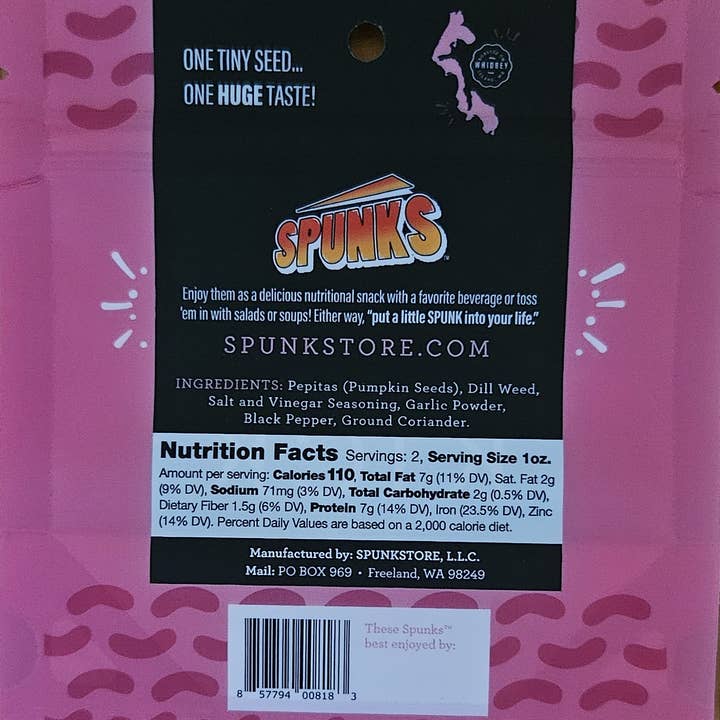 ONE TINY SEED...
ONE HUGE TASTE!
WHIDBEY
SPUNKS™
Enjoy them as a delicious nutritional snack with a favorite beverage or toss
'em in with salads or soups! Either way, "put a little SPUNK into your life."
SPUNKSTORE.COM
INGREDIENTS: Pepitas (Pumpkin Seeds), Dill Weed,
Salt and Vinegar Seasoning, Garlic Powder,
Black Pepper, Ground Coriander.
Nutrition Facts Servings: 2, Serving Size 1oz.
Amount per serving: Calories 110, Total Fat 7g (11% DV), Sat. Fat 2g
(9% DV), Sodium 71mg (3% DV), Total Carbohydrate 2g (0.5% DV),
Dietary Fiber 1.5g (6% DV), Protein 7g (14% DV), Iron (23.5% DV), Zinc
(14% DV). Percent Daily Values are based on a 2,000 calorie diet.
Manufactured by: SPUNKSTORE, L.L.C.
Mail: PO BOX 969 • Freeland, WA 98249
These Spunks™
best enjoyed by:
8 57794 00818 3